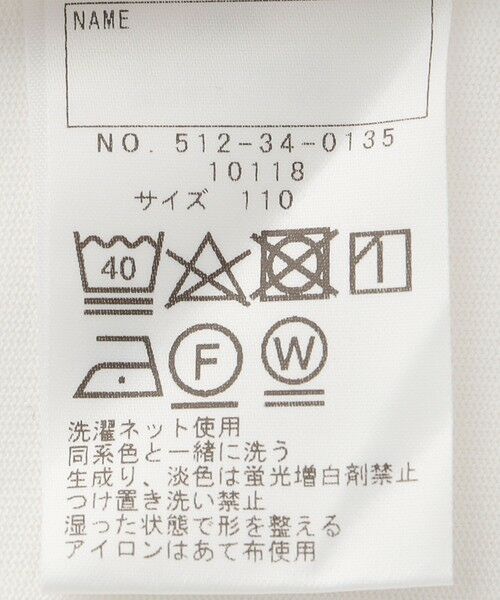 NAME
NO. 512-34-0135
10118
サイズ 110
40
F W
洗濯ネット使用
同系色と一緒に洗う
生成り、淡色は蛍光増白剤禁止
つけ置き洗い禁止
湿った状態で形を整える
アイロンはあて布使用